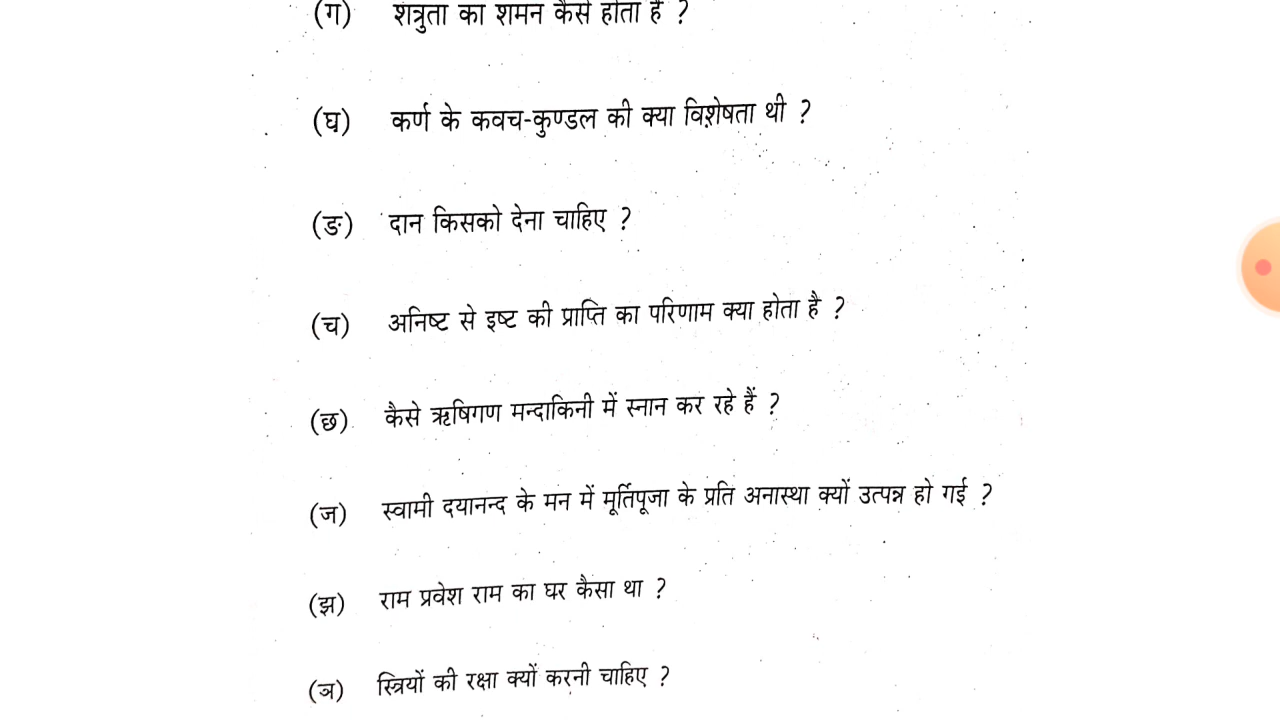 (ग) शत्रुता का शमन कैसे होता है ?
(घ) कर्ण के कवच-कुण्डल की क्या विशेषता थी ?
(ङ) दान किसको देना चाहिए ?
(च) अनिष्ट से इष्ट की प्राप्ति का परिणाम क्या होता है ?
(छ) कैसे ऋषिगण मन्दाकिनी में स्नान कर रहे हैं ?
(ज) स्वामी दयानन्द के मन में मूर्तिपूजा के प्रति अनास्था क्यों उत्पन्न हो गई ?
(झ) राम प्रवेश राम का घर कैसा था ?
(ञ) स्त्रियों की रक्षा क्यों करनी चाहिए ?